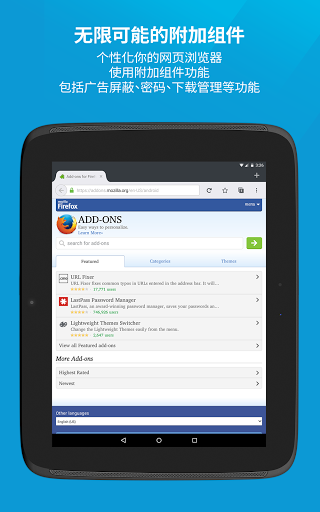 无限可能的附加组件
个性化你的网页浏览器
使用附加组件功能
包括广告屏蔽、密码、下载管理等功能
3:26
Add-ons for Firef
https://addons.mozilla.org/en-US/android/
mozilla
Firefox
menu
ADD-ONS
Easy ways to personalize.
Learn More›
search for add-ons
Featured
Categories
Themes
URL Fixer
URL Fixer fixes common typos in URLs entered in the address bar. It will...
17,771 users
LastPass Password Manager
LastPass, an award-winning password manager, saves your passwords an...
746,935 users
Lightweight Themes Switcher
Change the Lightweight Themes easily from the menu.
2,647 users
View all Featured add-ons
More Add-ons
Highest Rated
Newest
Other languages
English (US)